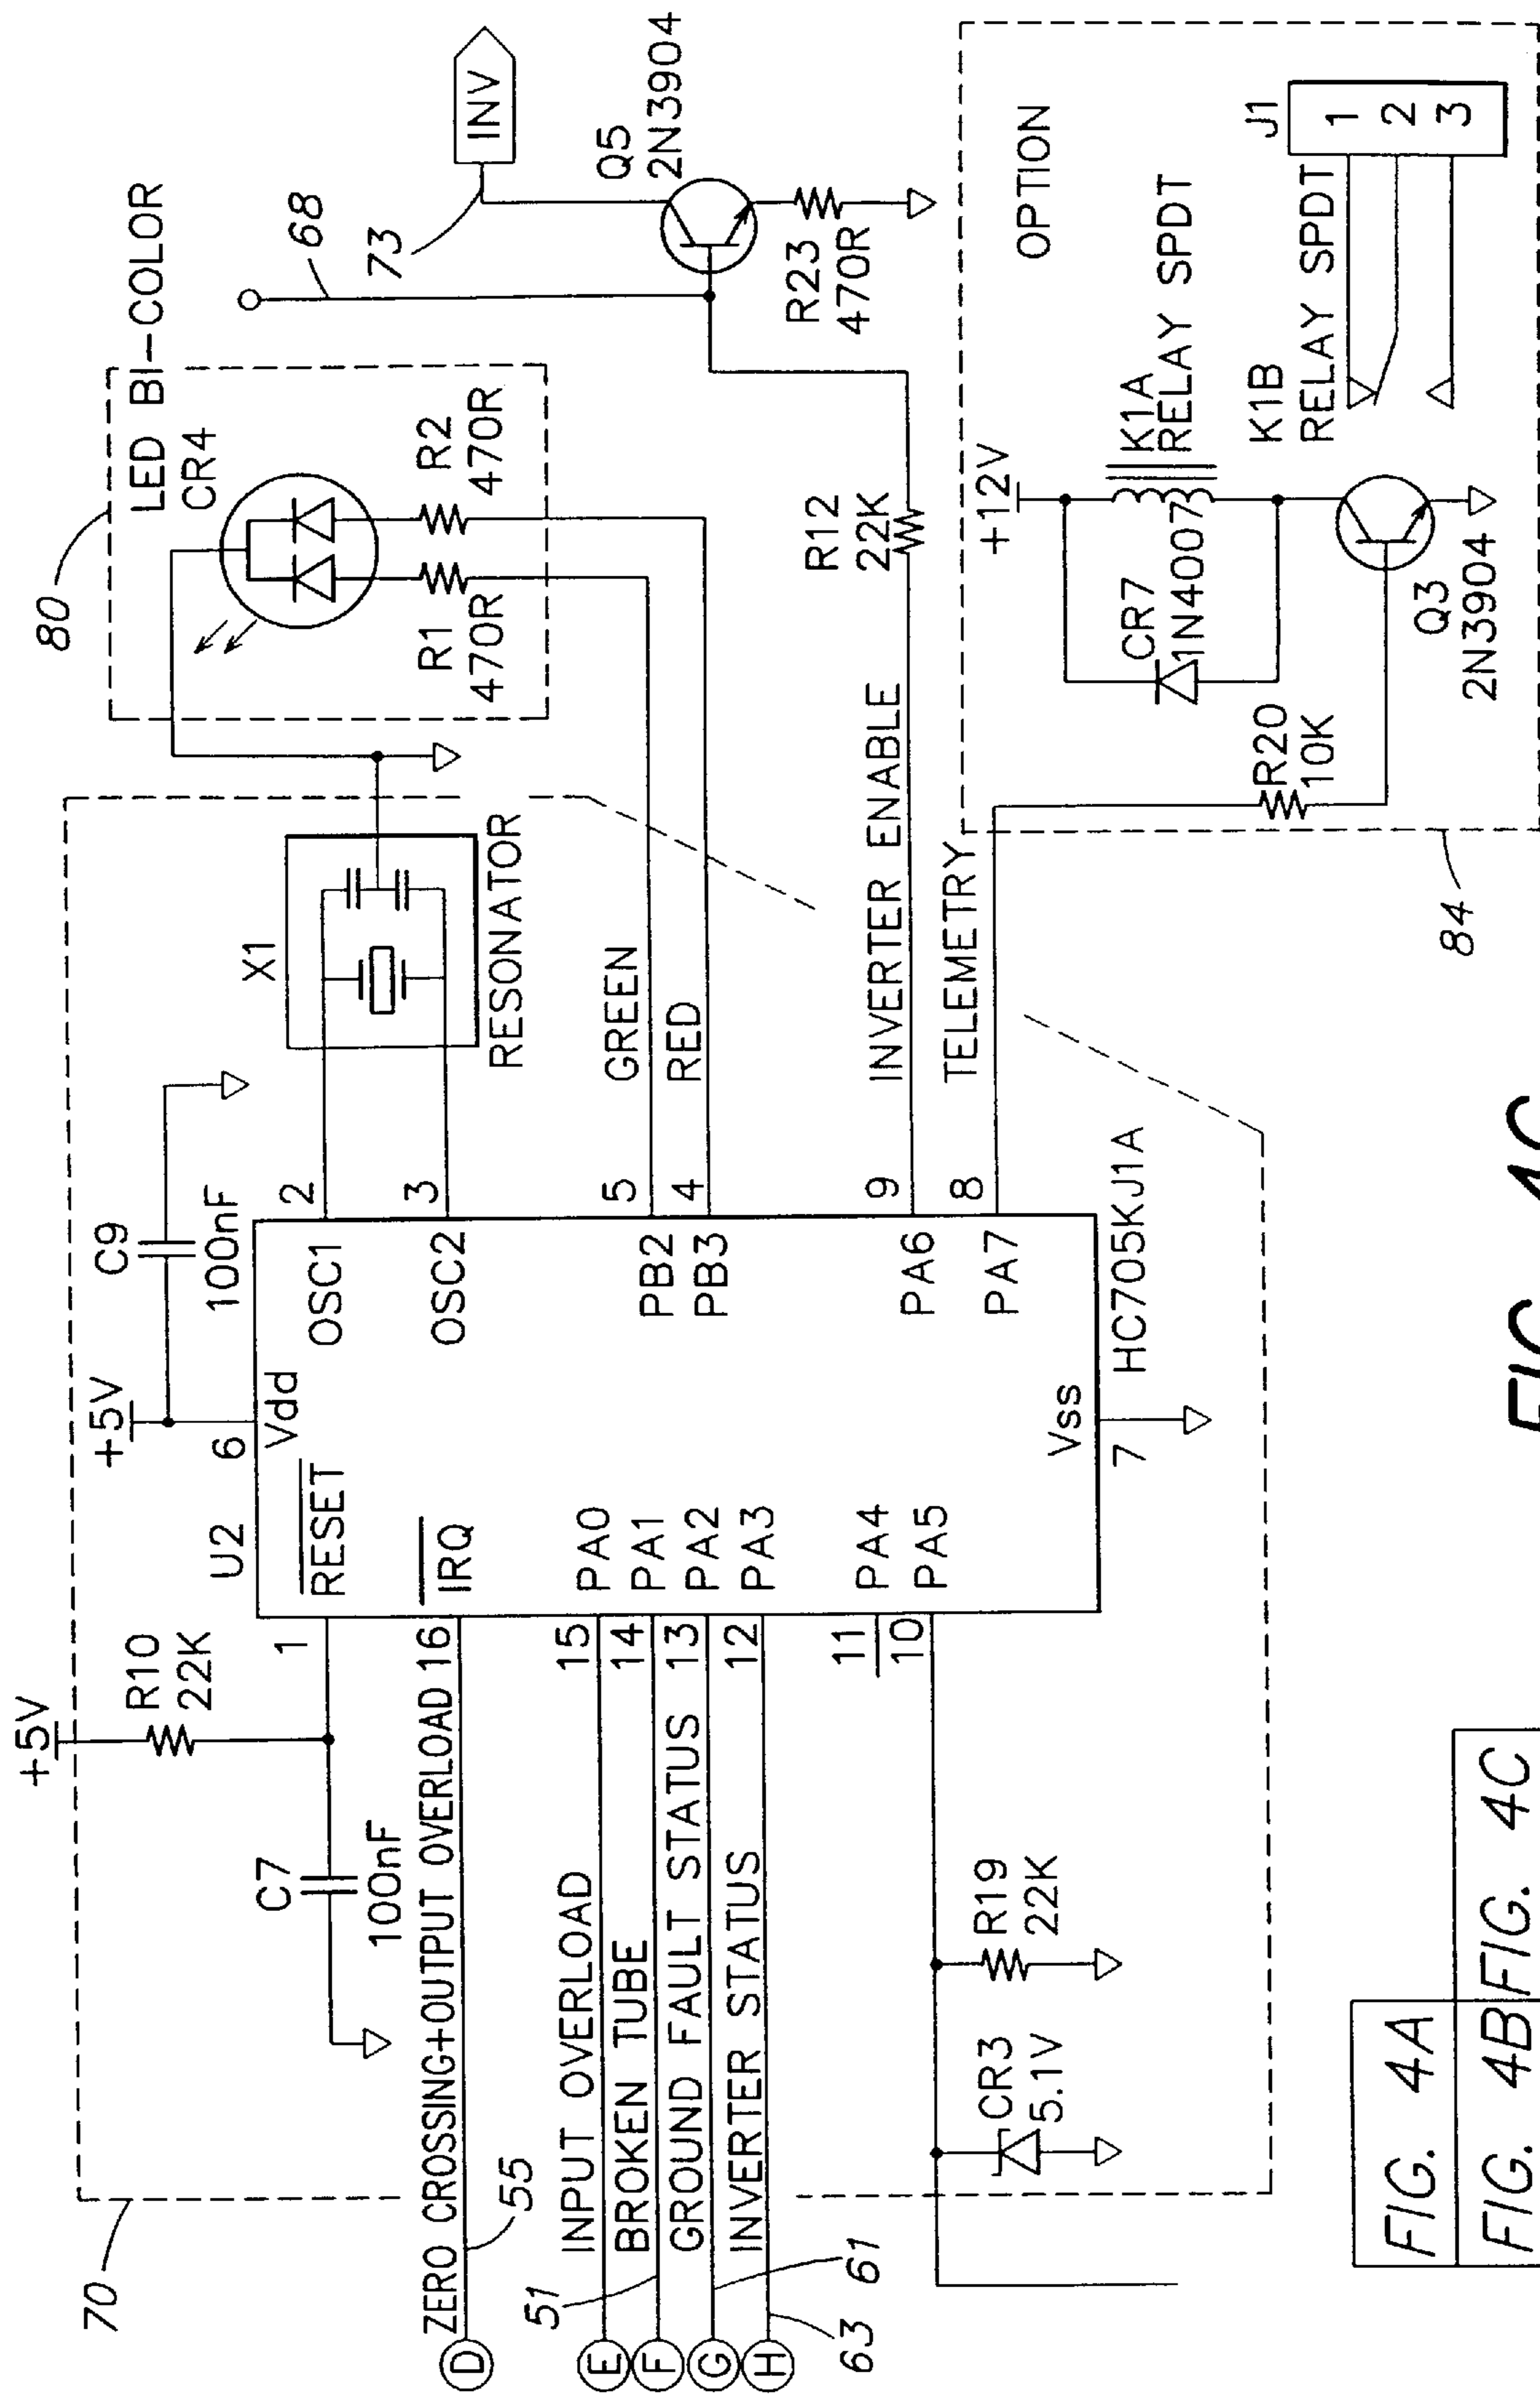 70
+5V
R10
22K
C7
100nF
U2
+5V
6
Vdd
C9
100nF
X1
RESONATOR
80
LED BI-COLOR
CR4
R1
470R
R2
470R
68
73
INV
Q5
2N3904
R23
470R
1
RESET
D
ZERO CROSSING+OUTPUT OVERLOAD
16
IRQ
55
E
INPUT OVERLOAD
15
PA0
51
F
BROKEN TUBE
14
PA1
G
GROUND FAULT STATUS
13
PA2
61
H
INVERTER STATUS
12
PA3
63
11
PA4
10
PA5
CR3
5.1V
R19
22K
OSC1
2
OSC2
3
PB2
5
GREEN
PB3
4
RED
PA6
9
INVERTER ENABLE
R12
22K
PA7
8
TELEMETRY
Vss
7
HC705KJ1A
84
R20
10K
OPTION
+12V
CR7
1N4007
K1A
RELAY SPDT
K1B
RELAY SPDT
Q3
2N3904
J1
1
2
3
FIG. 4A
FIG. 4B
FIG. 4C
FIG. 4C